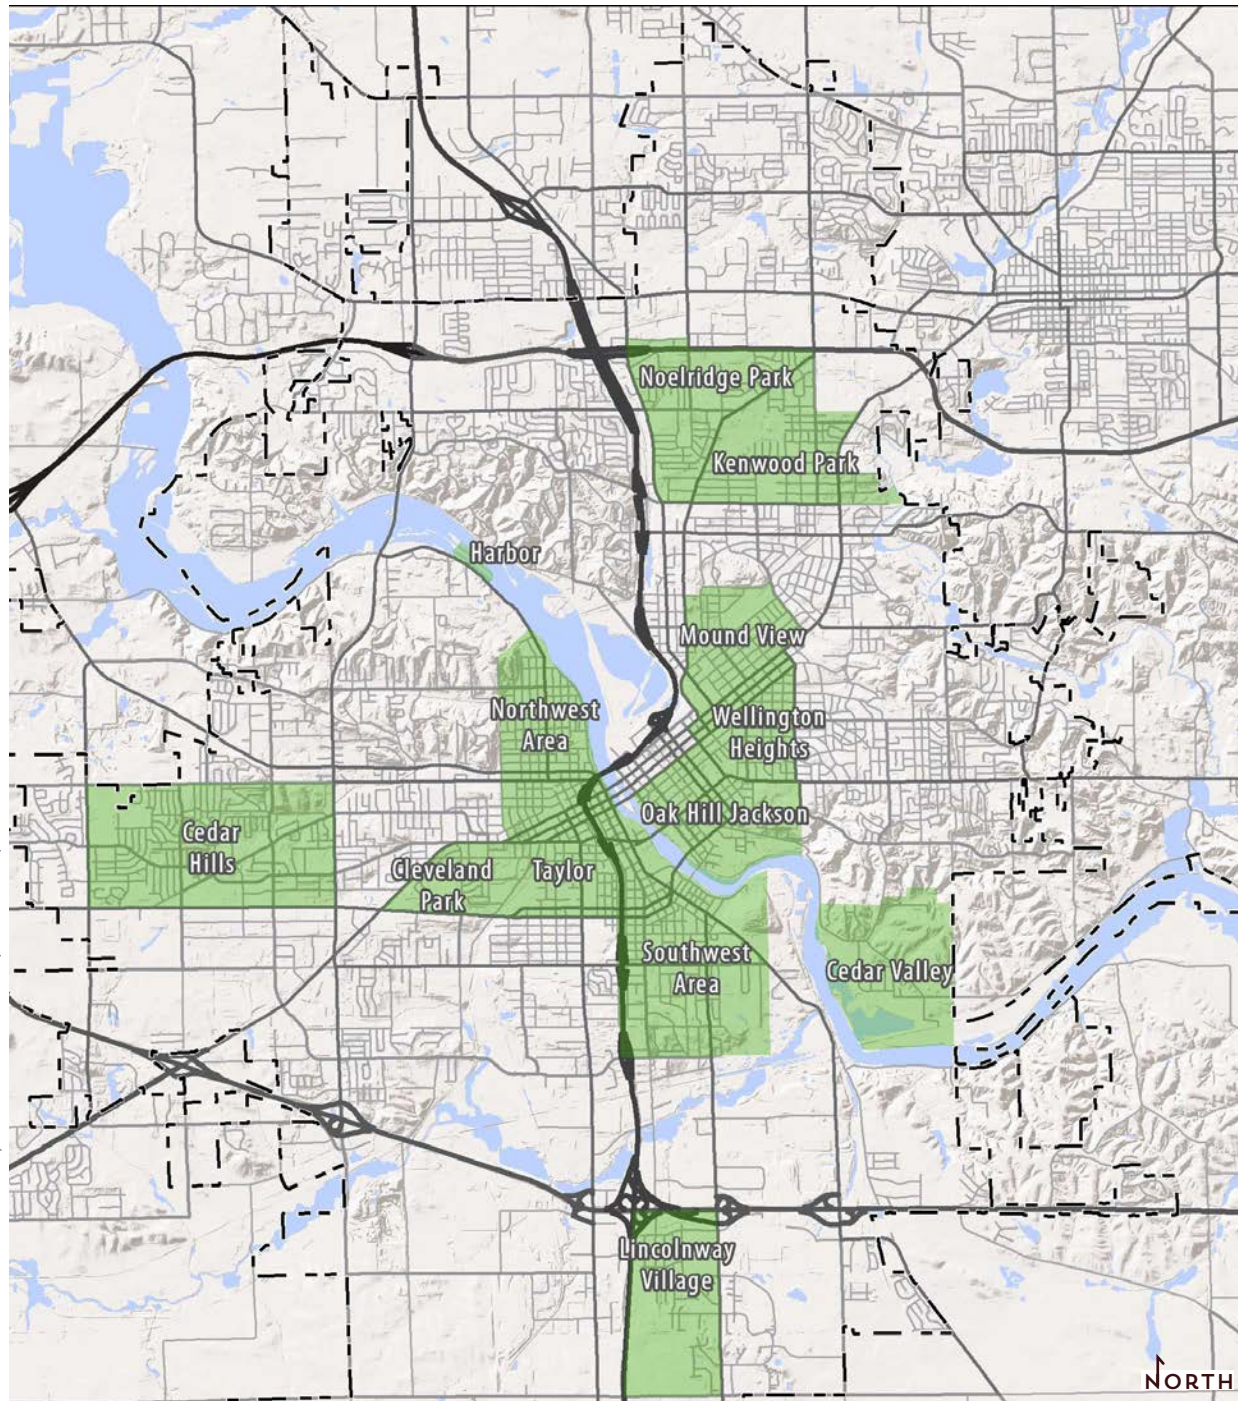 Noelridge Park
Kenwood Park
Harbor
Mound View
Northwest
Area
Wellington
Heights
Oak Hill Jackson
Cedar
Hills
Cleveland
Park
Taylor
Southwest
Area
Cedar Valley
Lincolnway
Village
NORTH